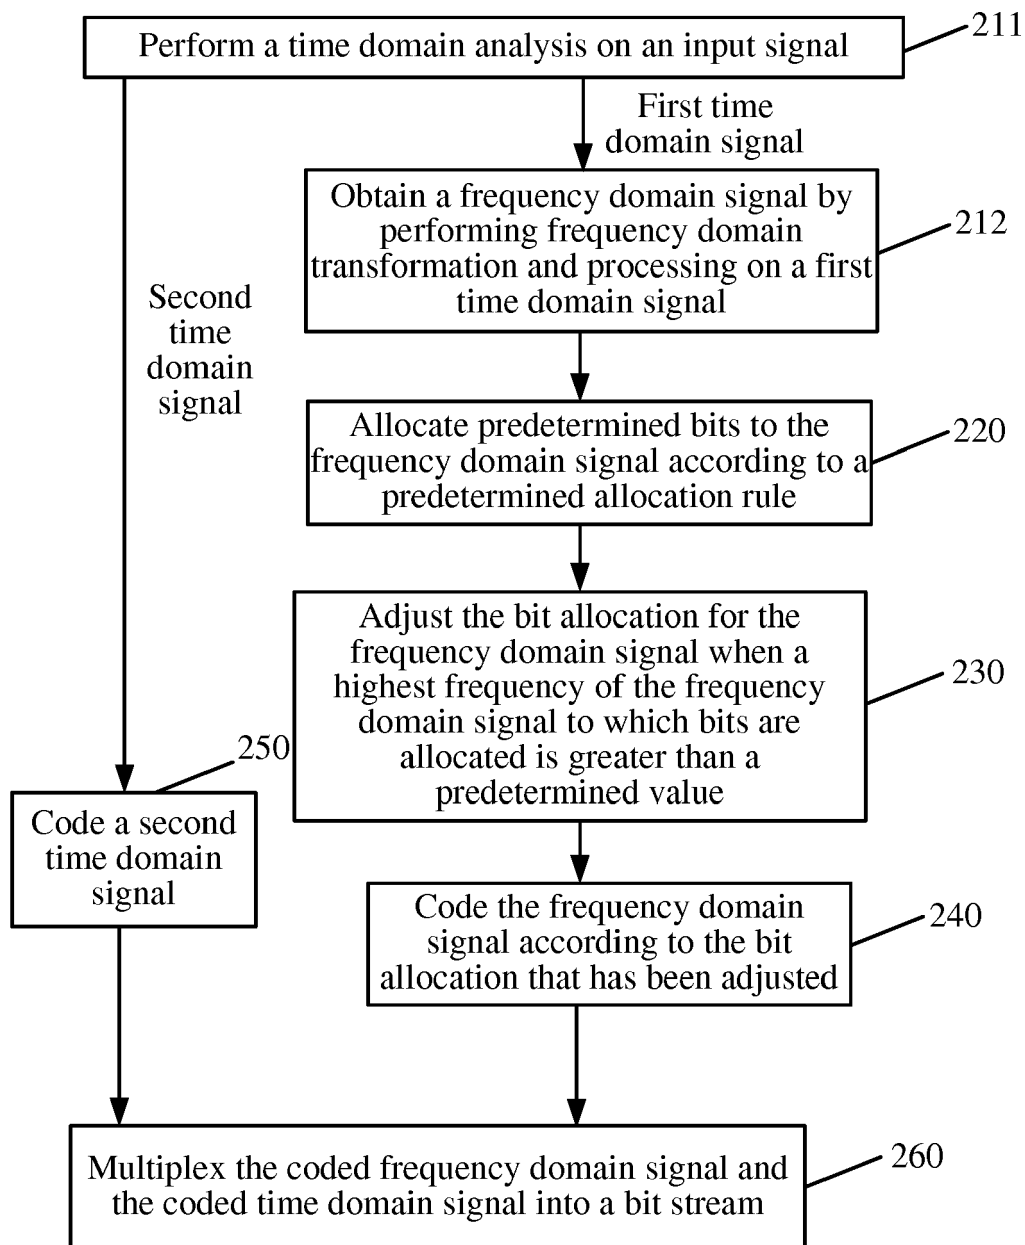 Perform a time domain analysis on an input signal
211
First time
domain signal
Obtain a frequency domain signal by
performing frequency domain
transformation and processing on a first
time domain signal
212
Second
time
domain
signal
Allocate predetermined bits to the
frequency domain signal according to a
predetermined allocation rule
220
Adjust the bit allocation for the
frequency domain signal when a
highest frequency of the frequency
domain signal to which bits are
allocated is greater than a
predetermined value
230
250
Code a second
time domain
signal
Code the frequency domain
signal according to the bit
allocation that has been adjusted
240
Multiplex the coded frequency domain signal and
the coded time domain signal into a bit stream
260